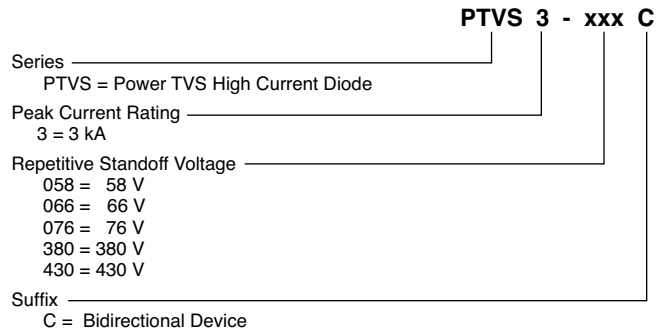 PTVS 3 - xxx C
Series
PTVS = Power TVS High Current Diode
Peak Current Rating
3 = 3 kA
Repetitive Standoff Voltage
058 = 58 V
066 = 66 V
076 = 76 V
380 = 380 V
430 = 430 V
Suffix
C = Bidirectional Device